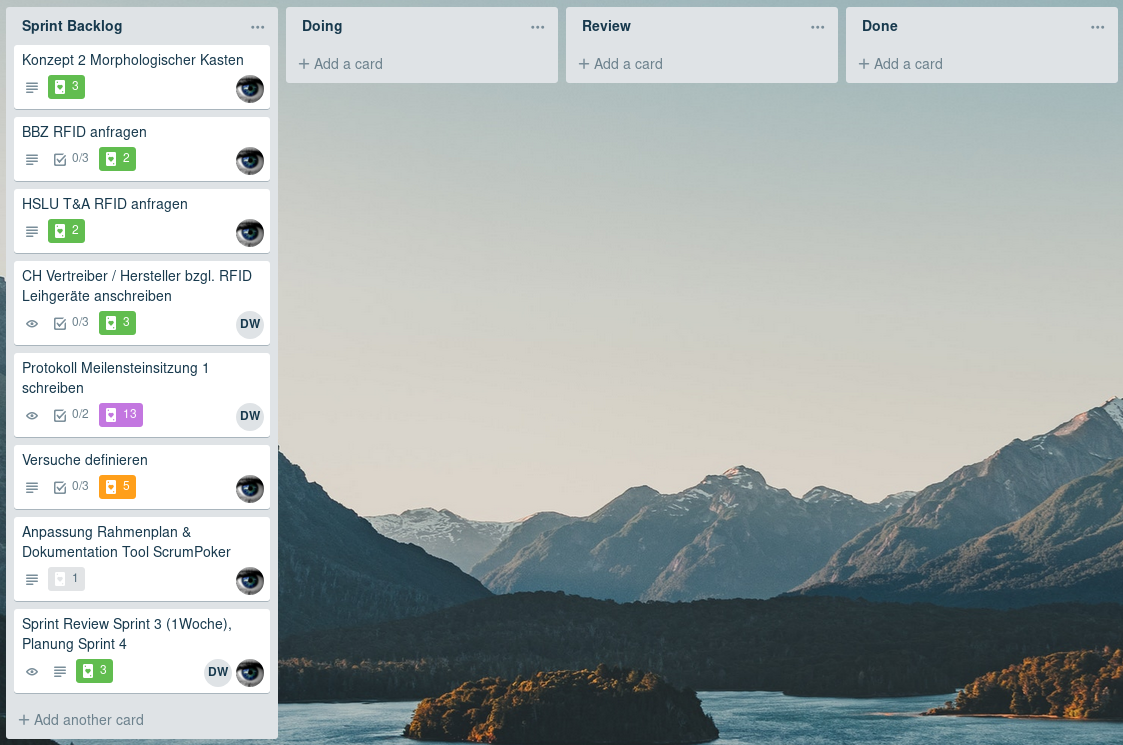 Sprint Backlog
Konzept 2 Morphologischer Kasten
3
BBZ RFID anfragen
0/3 2
HSLU T&A RFID anfragen
2
CH Vertreiber / Hersteller bzgl. RFID
Leihgeräte anschreiben
0/3 3 DW
Protokoll Meilensteinsitzung 1
schreiben
0/2 13 DW
Versuche definieren
0/3 5
Anpassung Rahmenplan &
Dokumentation Tool ScrumPoker
1
Sprint Review Sprint 3 (1Woche),
Planung Sprint 4
3 DW
+ Add another card
Doing
+ Add a card
Review
+ Add a card
Done
+ Add a card